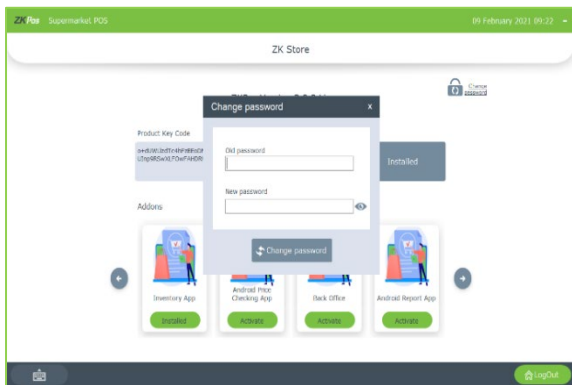 ZKPos Supermarket POS
09 February 2021 09:22
ZK Store
Change password
Change password x
Product Key Code
Old password
Installed
New password
Addons
Change password
Inventory App
Android Price Checking App
Back Office
Android Report App
Installed
Activate
Activate
Activate
LogOut